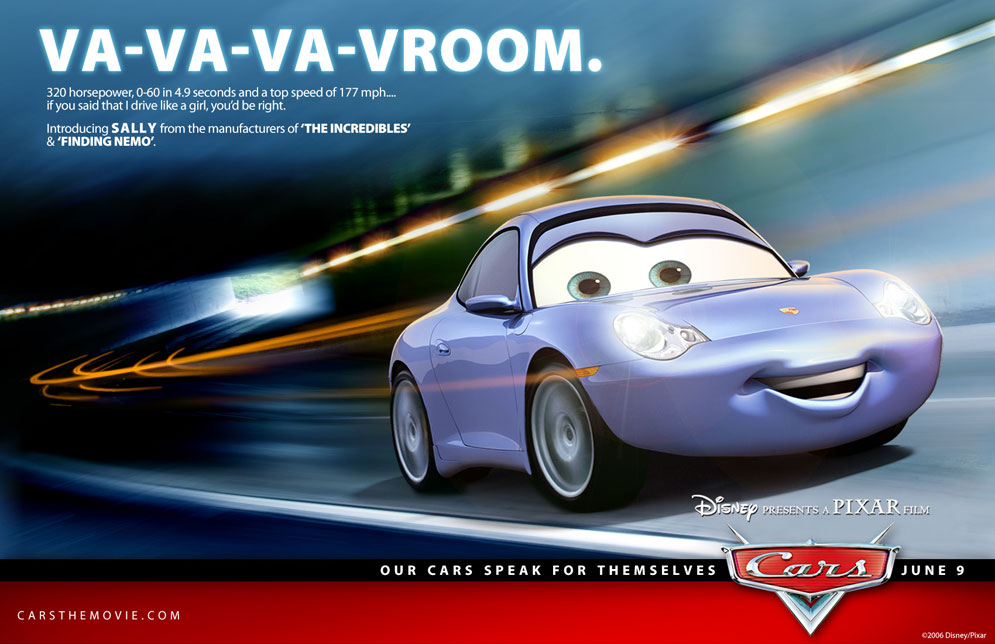 VA-VA-VA-VROOM.
320 horsepower, 0-60 in 4.9 seconds and a top speed of 177 mph....
if you said that I drive like a girl, you'd be right.
Introducing SALLY from the manufacturers of 'THE INCREDIBLES'
& 'FINDING NEMO'.
DISNEY PRESENTS A PIXAR FILM
OUR CARS SPEAK FOR THEMSELVES
Cars
JUNE 9
CARSTHEMOVIE.COM
©2006 Disney/Pixar